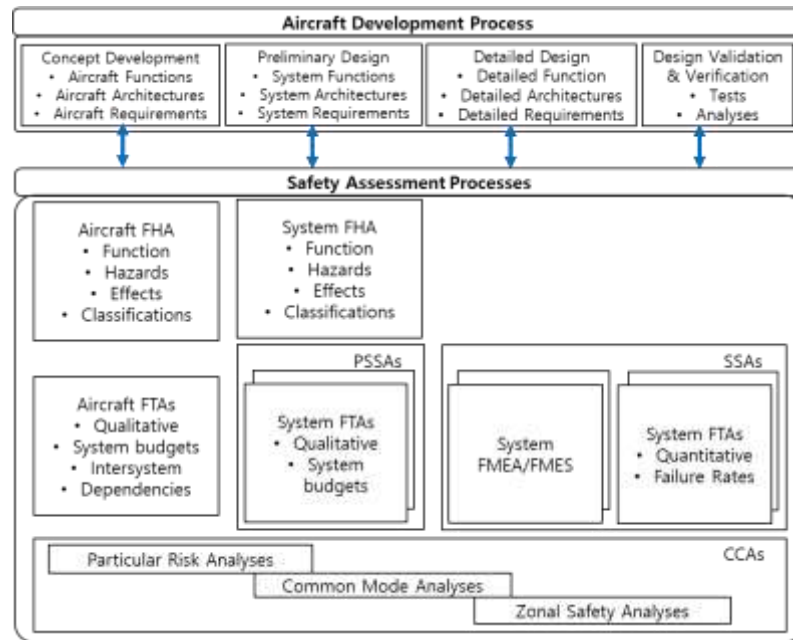 Aircraft Development Process
Concept Development
• Aircraft Functions
• Aircraft Architectures
• Aircraft Requirements
Preliminary Design
• System Functions
• System Architectures
• System Requirements
Detailed Design
• Detailed Function
• Detailed Architectures
• Detailed Requirements
Design Validation
& Verification
• Tests
• Analyses
Safety Assessment Processes
Aircraft FHA
• Function
• Hazards
• Effects
• Classifications
System FHA
• Function
• Hazards
• Effects
• Classifications
Aircraft FTAs
• Qualitative
• System budgets
• Intersystem
• Dependencies
PSSAs
System FTAs
• Qualitative
• System
budgets
SSAs
System
FMEA/FMES
System FTAs
• Quantitative
• Failure Rates
CCAs
Particular Risk Analyses
Common Mode Analyses
Zonal Safety Analyses